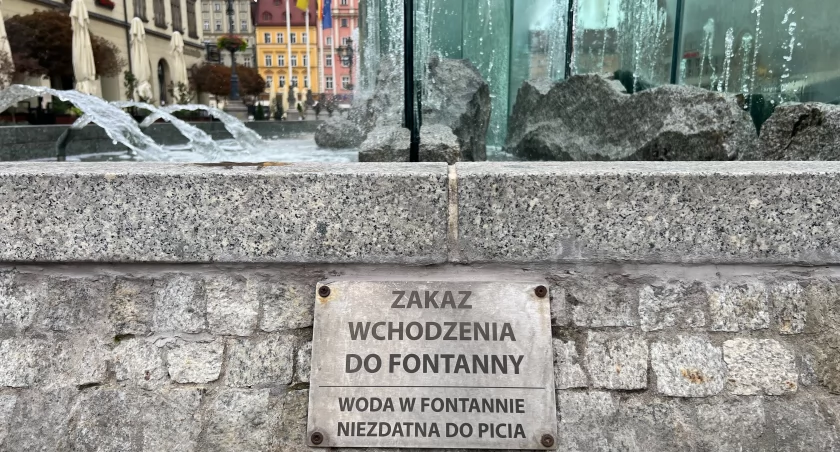 ZAKAZ
WCHODZENIA
DO FONTANNY
WODA W FONTANNIE
NIEZDATNA DO PICIA